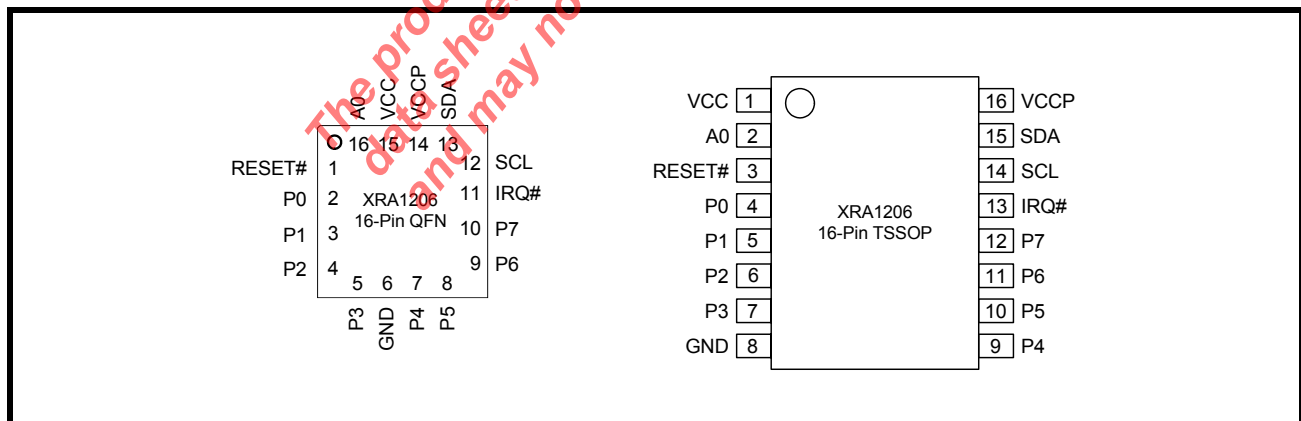 The prod
data sheet
and may no
A0 VCC VCCP SDA
16 15 14 13
RESET# 1
P0 2
P1 3
P2 4
XRA1206
16-Pin QFN
12 SCL
11 IRQ#
10 P7
9 P6
5 6 7 8
P3 GND P4 P5
VCC 1
A0 2
RESET# 3
P0 4
P1 5
P2 6
P3 7
GND 8
XRA1206
16-Pin TSSOP
16 VCCP
15 SDA
14 SCL
13 IRQ#
12 P7
11 P6
10 P5
9 P4